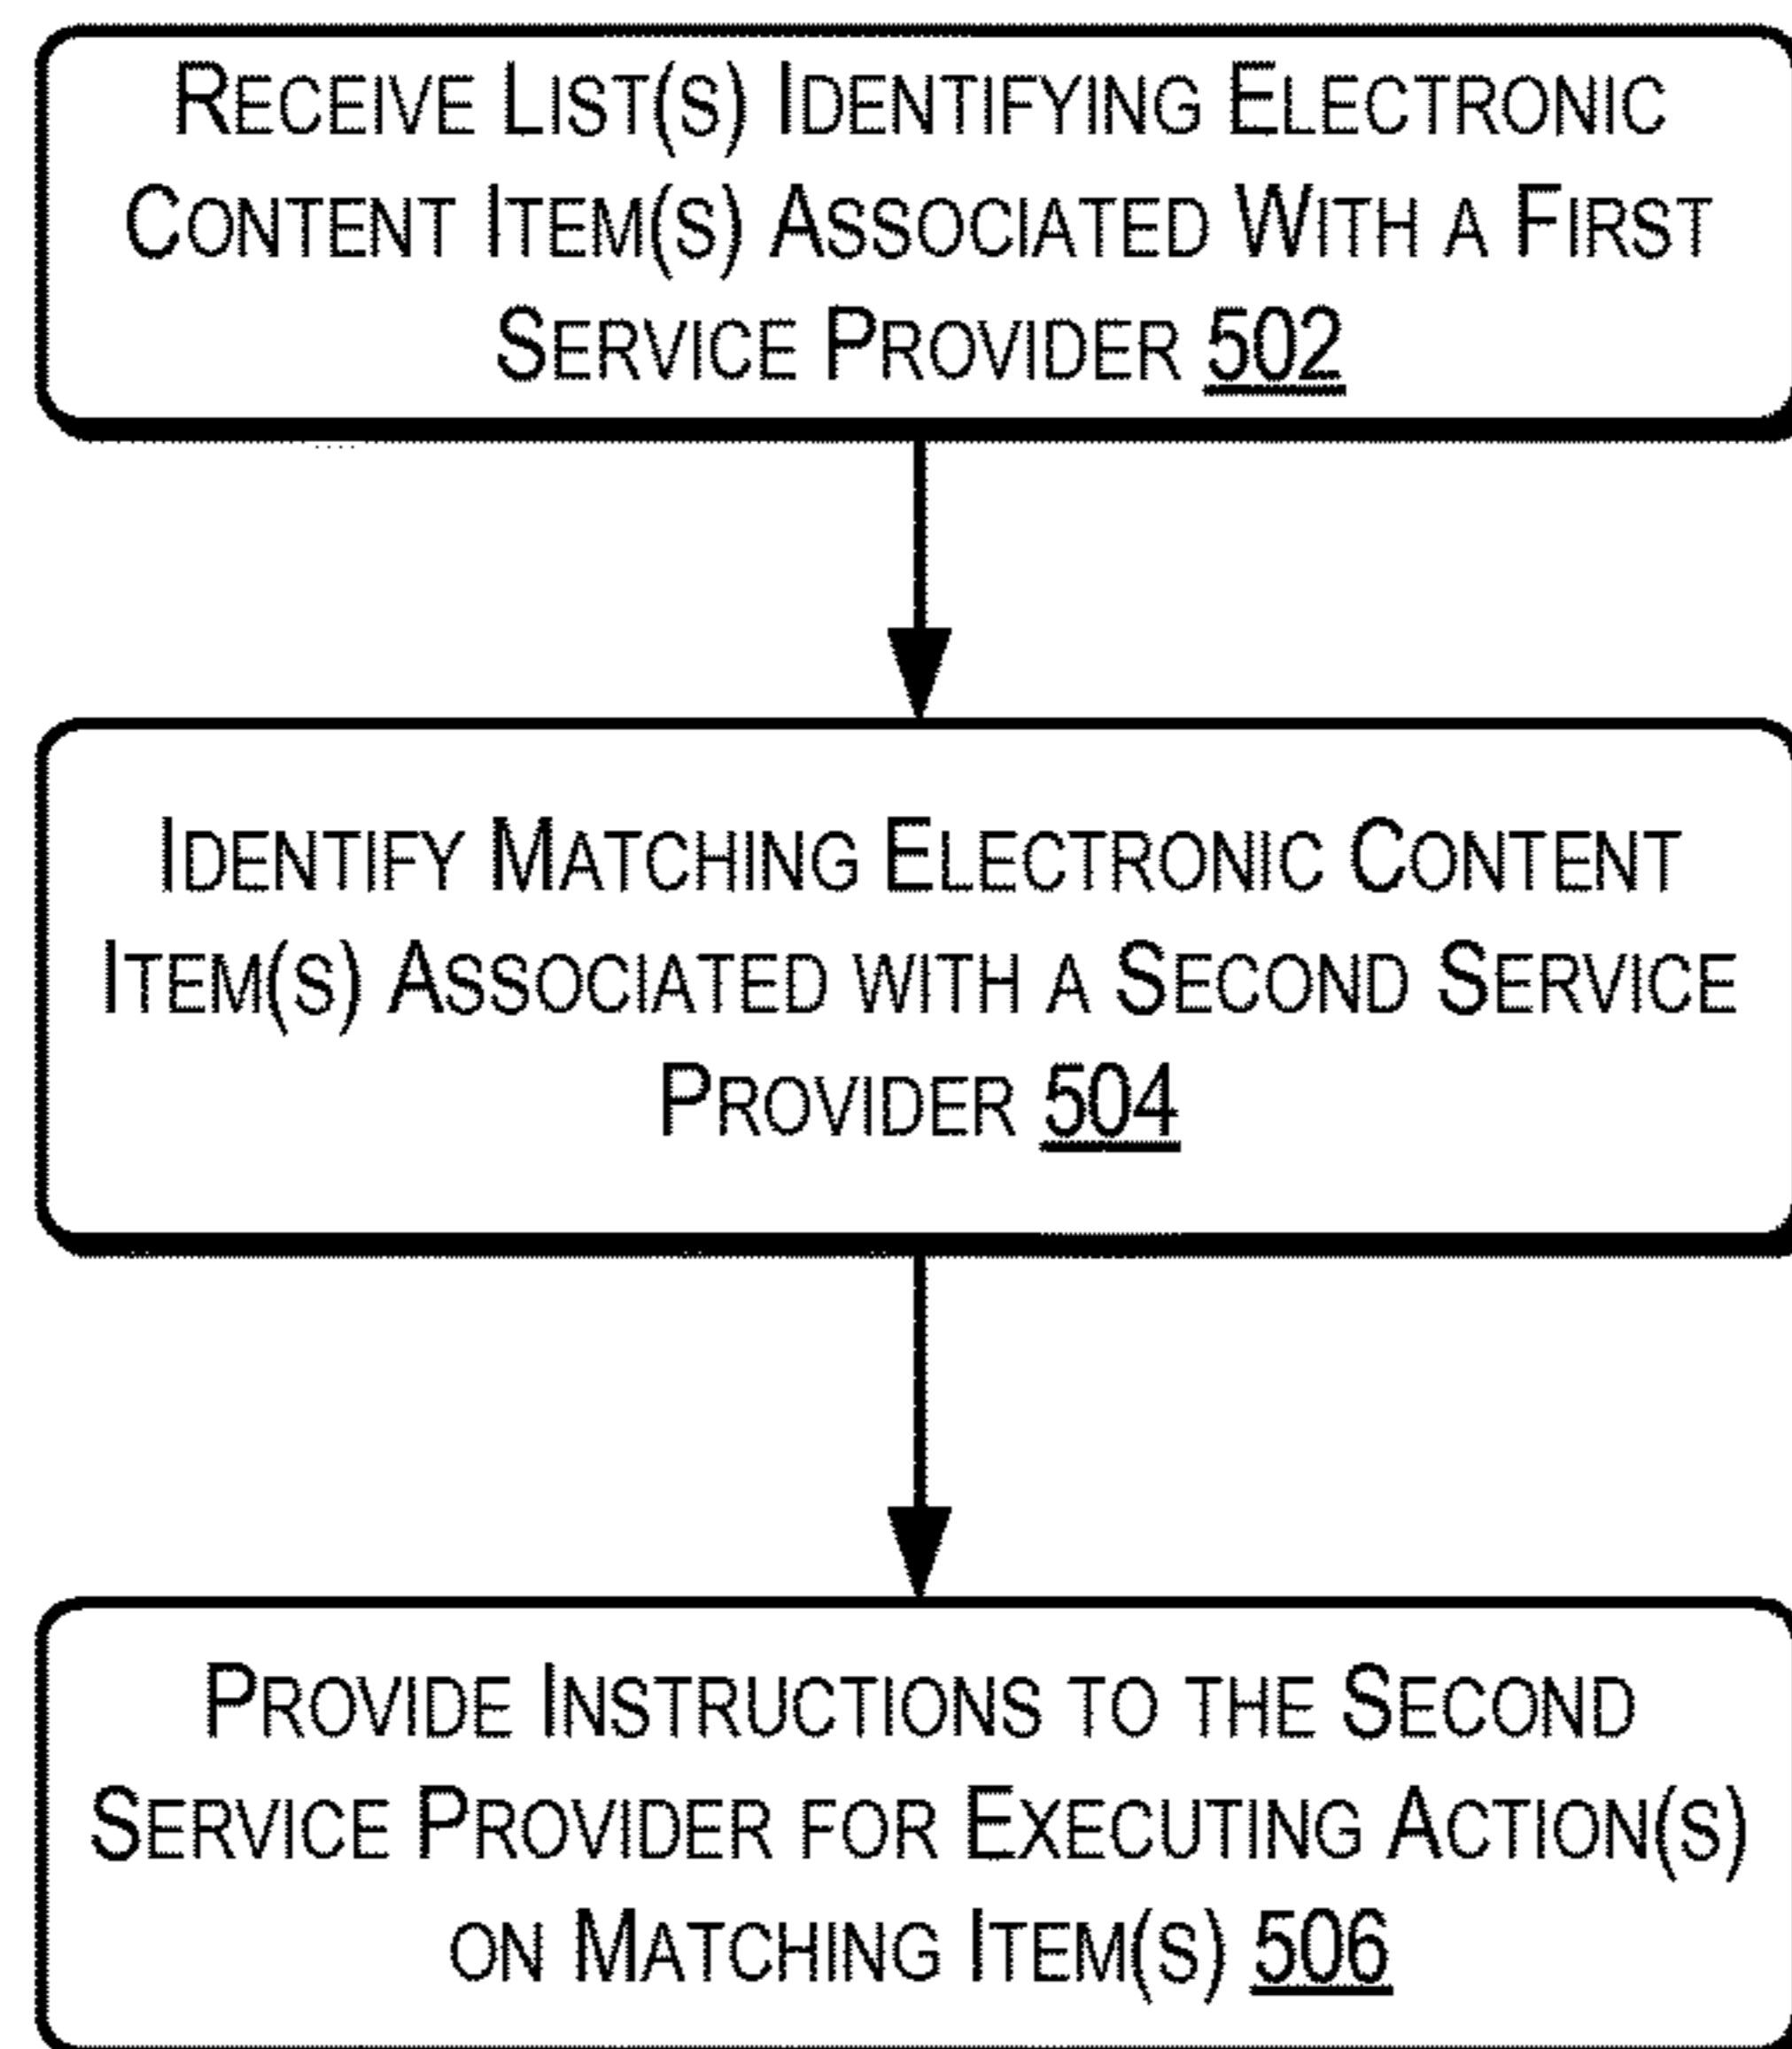 RECEIVE LIST(S) IDENTIFYING ELECTRONIC
CONTENT ITEM(S) ASSOCIATED WITH A FIRST
SERVICE PROVIDER 502
IDENTIFY MATCHING ELECTRONIC CONTENT
ITEM(S) ASSOCIATED WITH A SECOND SERVICE
PROVIDER 504
PROVIDE INSTRUCTIONS TO THE SECOND
SERVICE PROVIDER FOR EXECUTING ACTION(S)
ON MATCHING ITEM(S) 506